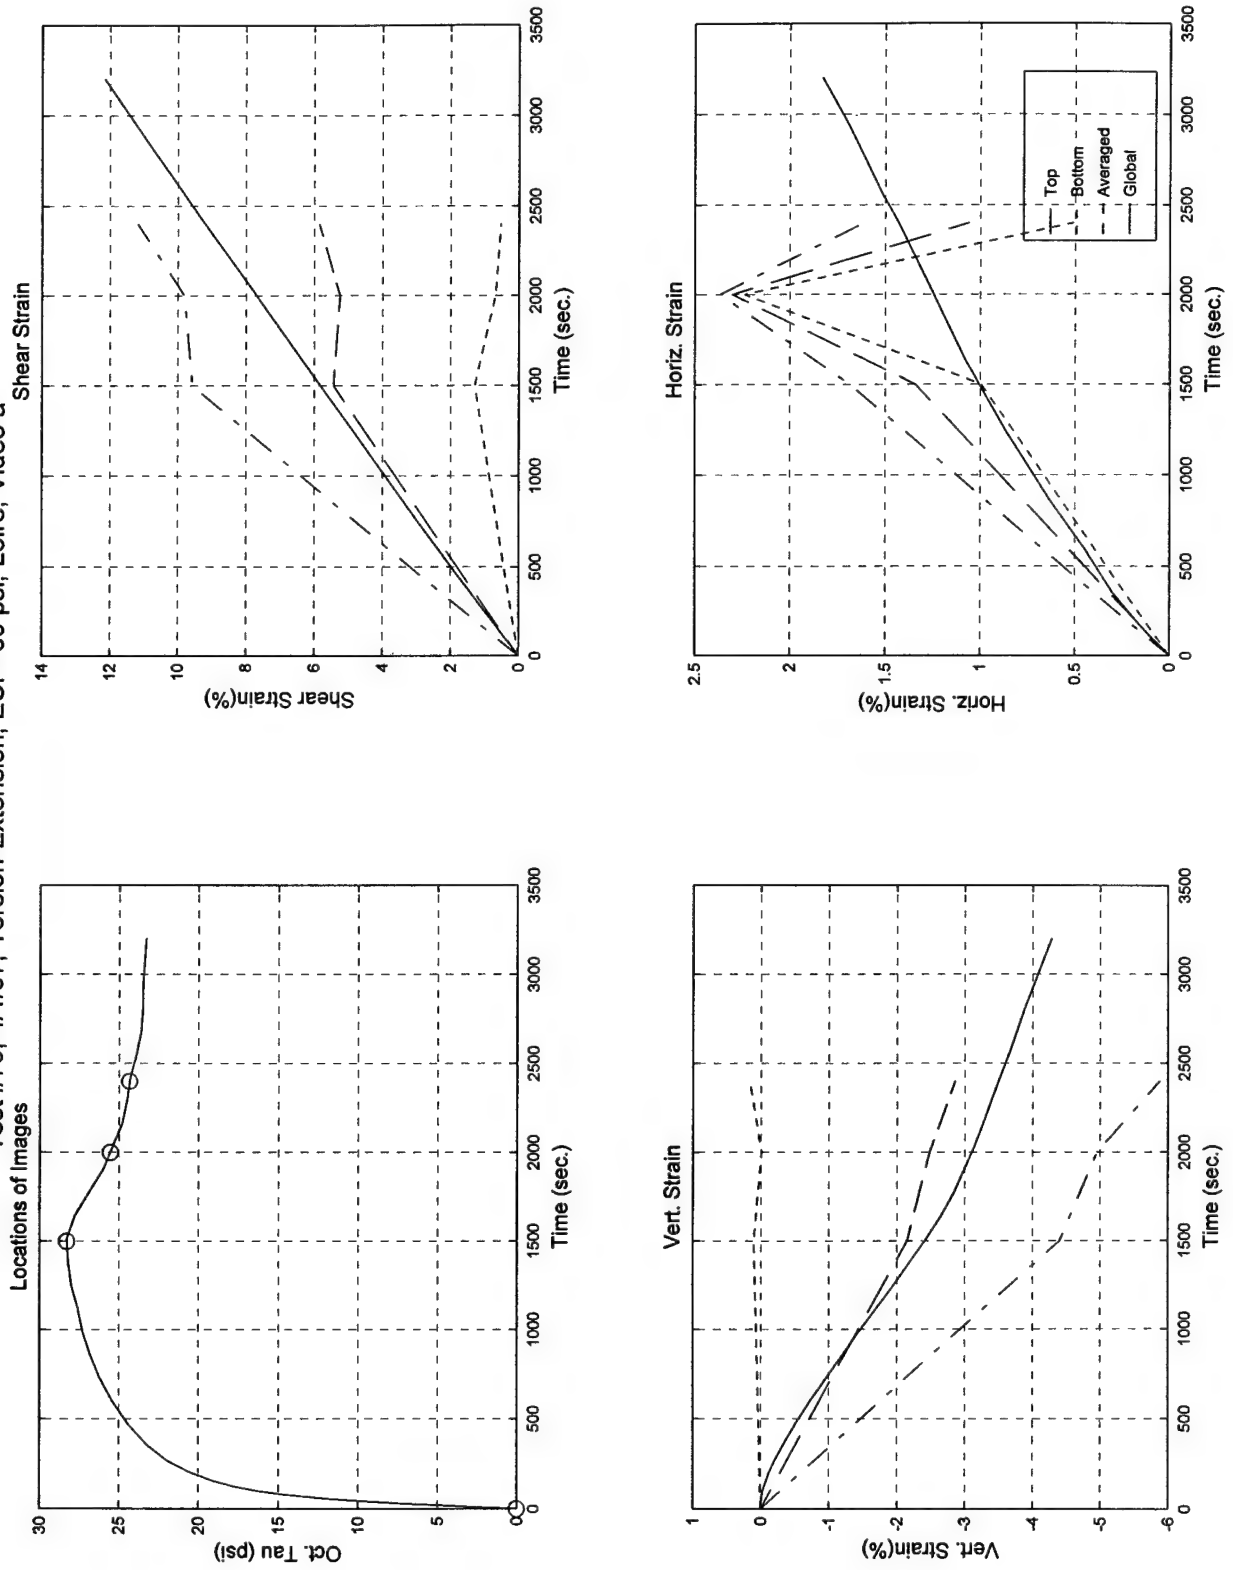 Torsion Extension, psi, Video a
Locations of Images
30
25
20
15
10
5
0
Oct. Tau (psi)
0 500 1000 1500 2000 2500 3000 3500
Time (sec.)
Shear Strain
14
12
10
8
6
4
2
0
Shear Strain(%)
0 500 1000 1500 2000 2500 3000 3500
Time (sec.)
Vert. Strain
1
0
-1
-2
-3
-4
-5
-6
Vert. Strain(%)
0 500 1000 1500 2000 2500 3000 3500
Time (sec.)
Horiz. Strain
2.5
2
1.5
1
0.5
0
Horiz. Strain(%)
0 500 1000 1500 2000 2500 3000 3500
Time (sec.)
Top
Bottom
Averaged
Global